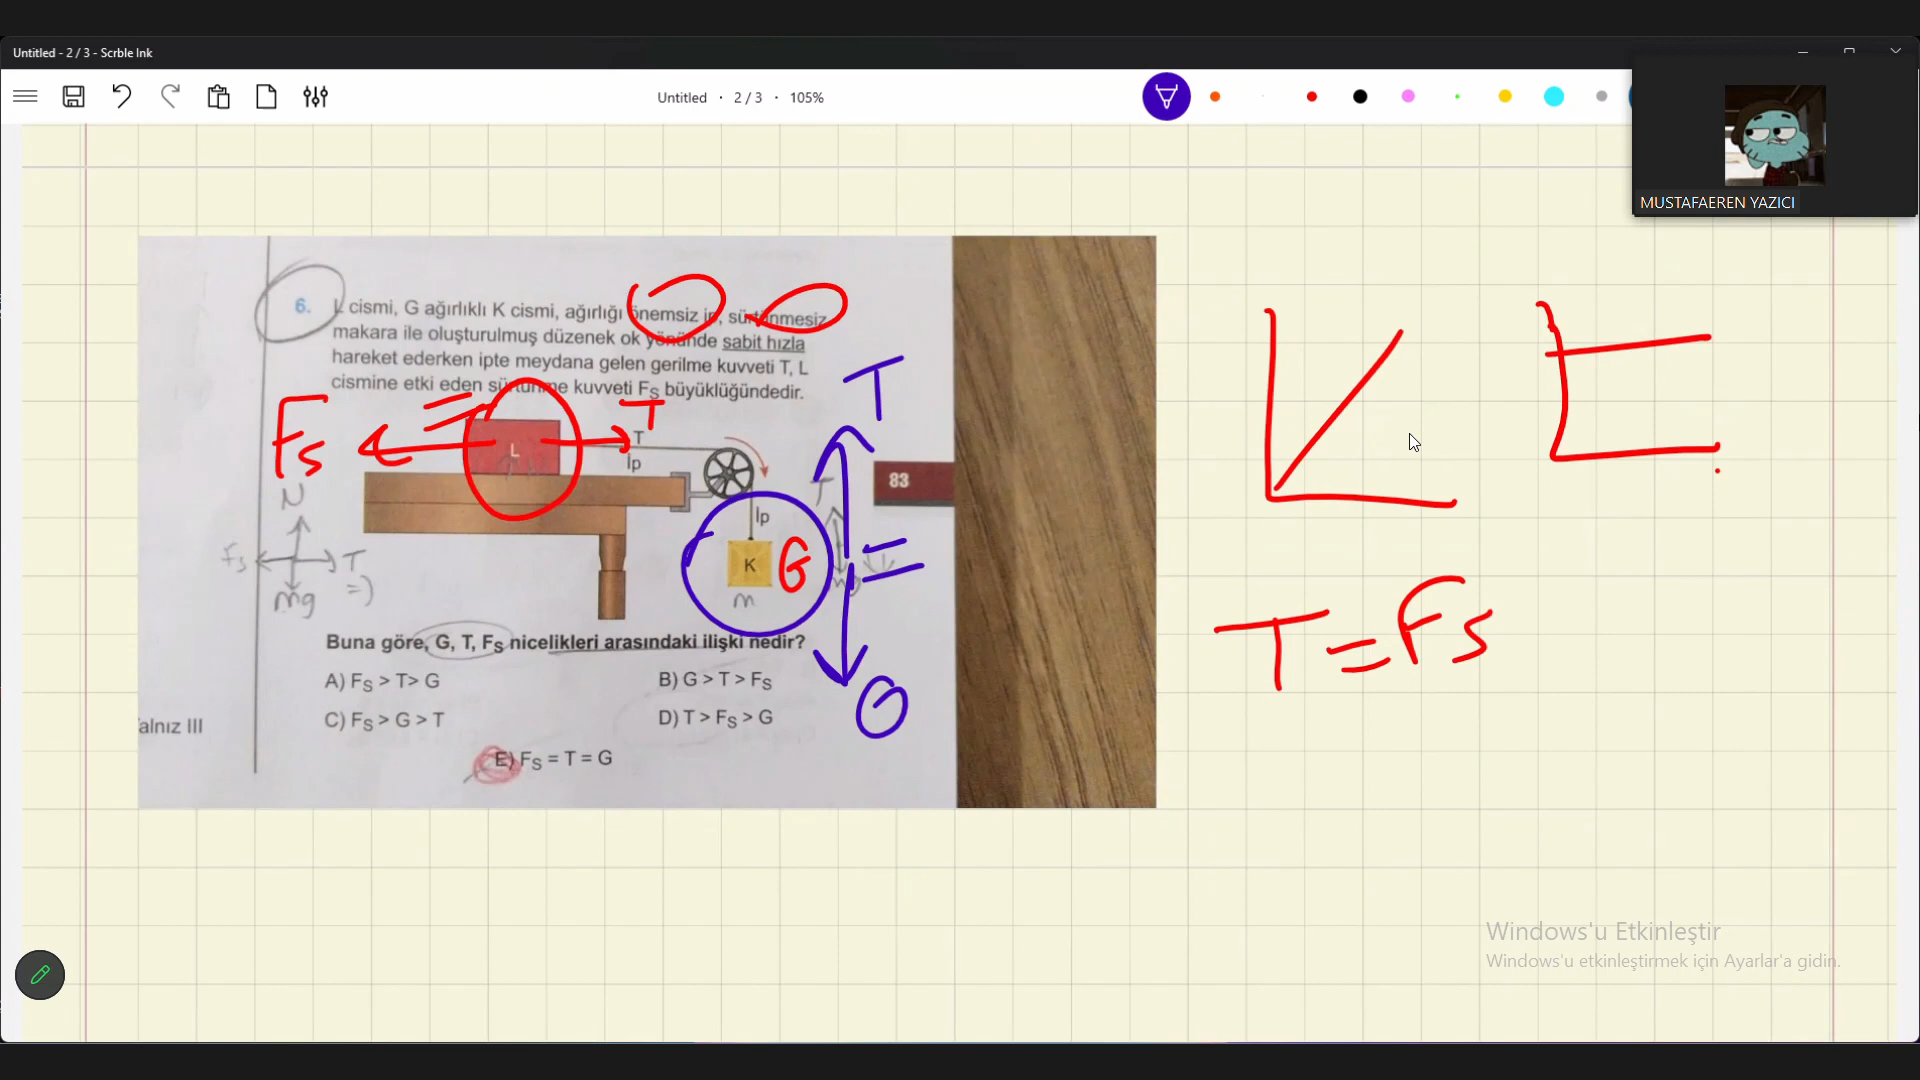 Untitled - 2 / 3 - Scrble Ink
Untitled · 2 / 3 · 105%
MUSTAFAEREN YAZICI
6. L cismi, G ağırlıklı K cismi, ağırlığı önemsiz ip, sürtünmesiz
makara ile oluşturulmuş düzenek ok yönünde sabit hızla
hareket ederken ipte meydana gelen gerilme kuvveti T, L
cismine etki eden sürtünme kuvveti Fs büyüklüğündedir.
T
Fs
=
T
L
T
İp
83
T
İp
K
G
m
=
mg
G
N
Fs
T
mg
=)
T = Fs
Buna göre, G, T, Fs nicelikleri arasındaki ilişki nedir?
A) Fs > T> G
B) G > T > Fs
C) Fs > G > T
D) T > Fs > G
E) Fs = T = G
alnız III
Windows'u Etkinleştir
Windows'u etkinleştirmek için Ayarlar'a gidin.